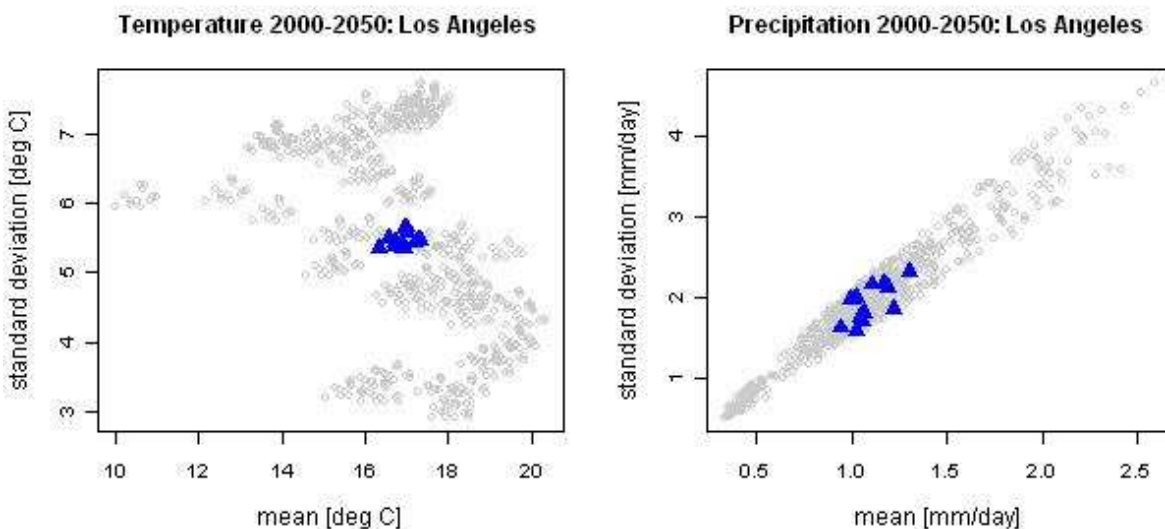 Temperature 2000-2050: Los Angeles
standard deviation [deg C]
7
6
5
4
3
10 12 14 16 18 20
mean [deg C]
Precipitation 2000-2050: Los Angeles
standard deviation [mm/day]
4
3
2
1
0.5 1.0 1.5 2.0 2.5
mean [mm/day]